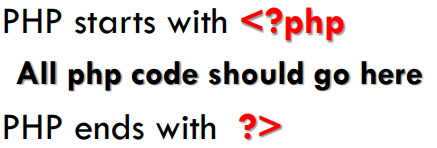 PHP starts with <?php
All php code should go here
PHP ends with ?>